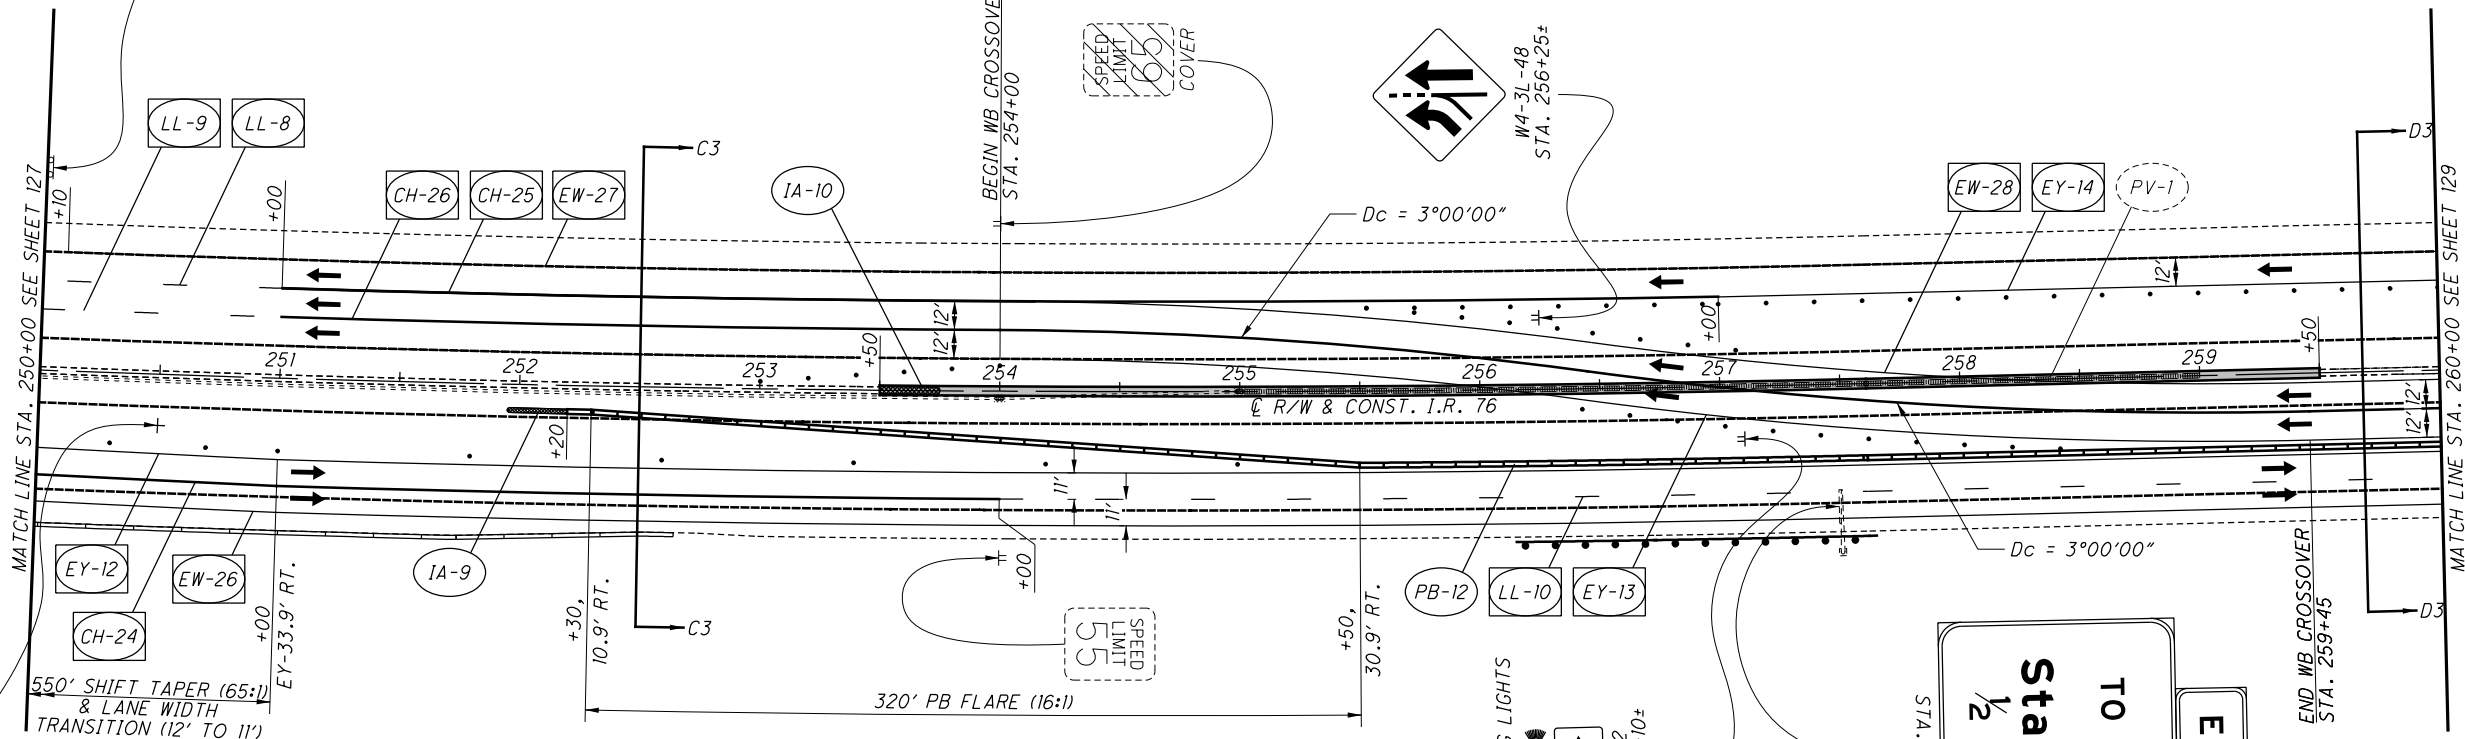 MATCH LINE STA. 250+00 SEE SHEET 127
+10
LL-9
LL-8
+00
CH-26
CH-25
EW-27
C3
IA-10
BEGIN WB CROSSOVE
STA. 254+00
SPEED
LIMIT
65
COVER
W4-3L-48
STA. 256+25±
Dc = 3°00'00"
EW-28
EY-14
PV-1
D3
MATCH LINE STA. 260+00 SEE SHEET 129
12'
12'
12'
+50
+00
+50
251
252
253
254
255
256
257
258
259
℄ R/W & CONST. I.R. 76
12'
12'
+20
11'
11'
EY-12
EW-26
CH-24
IA-9
+00
EY-33.9' RT.
+30,
10.9' RT.
C3
+00
SPEED
LIMIT
55
+50,
30.9' RT.
PB-12
LL-10
EY-13
Dc = 3°00'00"
D3
END WB CROSSOVER
STA. 259+45
550' SHIFT TAPER (65:1)
& LANE WIDTH
TRANSITION (12' TO 11')
320' PB FLARE (16:1)
LIGHTS
10±
STA.
TO
Sta
1/2
E